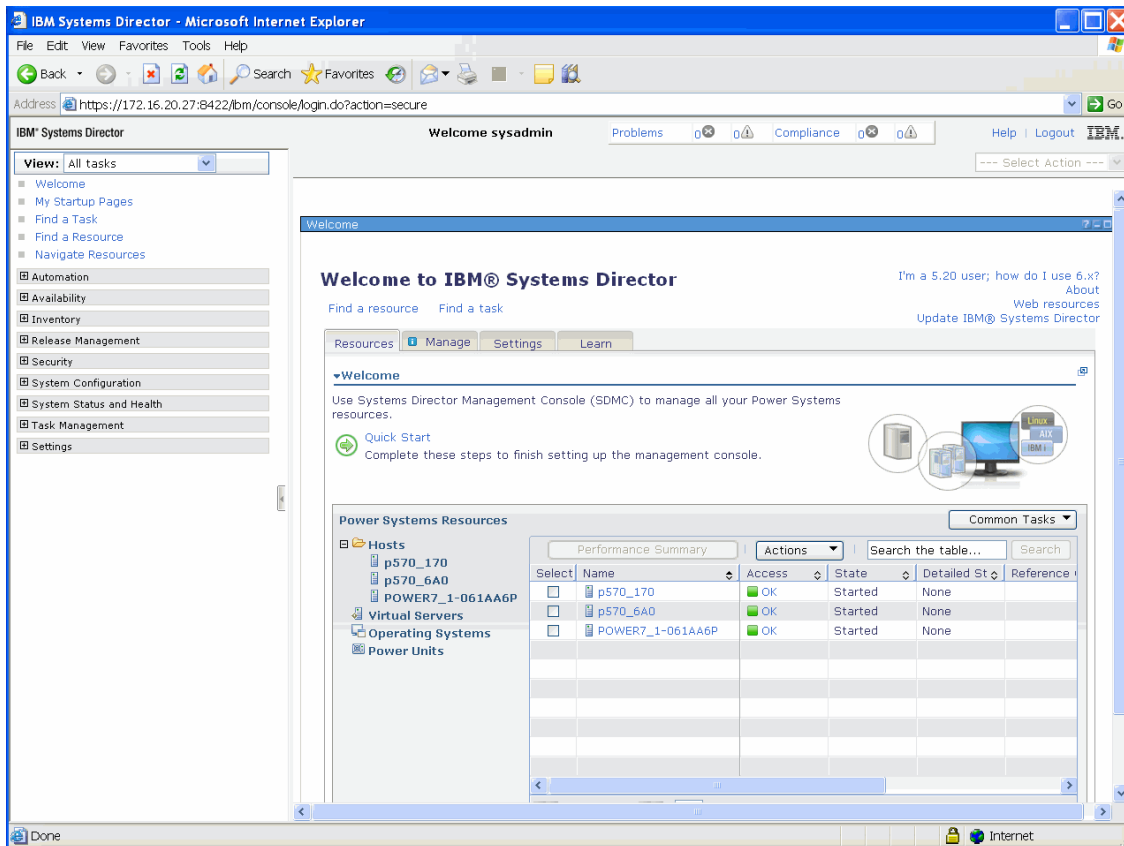 IBM Systems Director - Microsoft Internet Explorer
File Edit View Favorites Tools Help
Back Search Favorites
Address https://172.16.20.27:8422/ibm/console/login.do?action=secure Go
IBM® Systems Director Welcome sysadmin Problems 0 0 Compliance 0 0 Help Logout IBM.
View: All tasks --- Select Action ---
Welcome
My Startup Pages
Find a Task
Find a Resource
Navigate Resources
Automation
Availability
Inventory
Release Management
Security
System Configuration
System Status and Health
Task Management
Settings
Welcome
Welcome to IBM® Systems Director
Find a resource Find a task
I'm a 5.20 user; how do I use 6.x?
About
Web resources
Update IBM® Systems Director
Resources Manage Settings Learn
Welcome
Use Systems Director Management Console (SDMC) to manage all your Power Systems
resources.
Quick Start
Complete these steps to finish setting up the management console.
Linux
AIX
IBM i
Power Systems Resources Common Tasks
Hosts
p570_170
p570_6A0
POWER7_1-061AA6P
Virtual Servers
Operating Systems
Power Units
Performance Summary Actions Search the table... Search
Select Name Access State Detailed St Reference
p570_170 OK Started None
p570_6A0 OK Started None
POWER7_1-061AA6P OK Started None
Done Internet